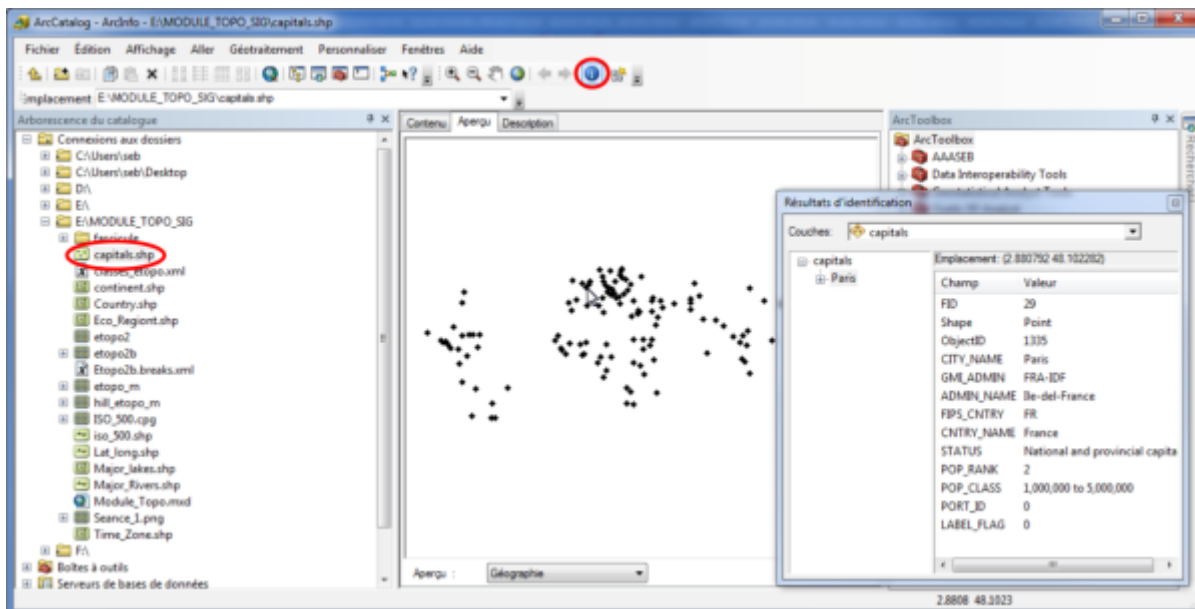 ArcCatalog - ArcInfo - E:\MODULE_TOPO_SIG\capitals.shp
Fichier Édition Affichage Aller Géotraitement Personnaliser Fenêtres Aide
Emplacement: E:\MODULE_TOPO_SIG\capitals.shp
Arborescence du catalogue
Connexions aux dossiers
C:\Users\seb
C:\Users\seb\Desktop
D:\
E:\
E:\MODULE_TOPO_SIG
fascicule
capitals.shp
classes_etopo.xml
continent.shp
Country.shp
Eco_Regiont.shp
etopo2
etopo2b
Etopo2b.breaks.xml
etopo_m
hill_etopo_m
ISO_500.cpg
iso_500.shp
Lat_long.shp
Major_lakes.shp
Major_Rivers.shp
Module_Topo.mxd
Seance_1.png
Time_Zone.shp
F:\
Boîtes à outils
Serveurs de bases de données
Contenu Aperçu Description
Aperçu : Géographie
ArcToolbox
ArcToolbox
AAASEB
Data Interoperability Tools
Rechercher
Résultats d'identification
Couches: capitals
capitals
Paris
Emplacement: (2.880792 48.102282)
Champ Valeur
FID 29
Shape Point
ObjectID 1335
CITY_NAME Paris
GMI_ADMIN FRA-IDF
ADMIN_NAME Ile-del-France
FIPS_CNTRY FR
CNTRY_NAME France
STATUS National and provincial capita
POP_RANK 2
POP_CLASS 1,000,000 to 5,000,000
PORT_ID 0
LABEL_FLAG 0
2.8808 48.1023